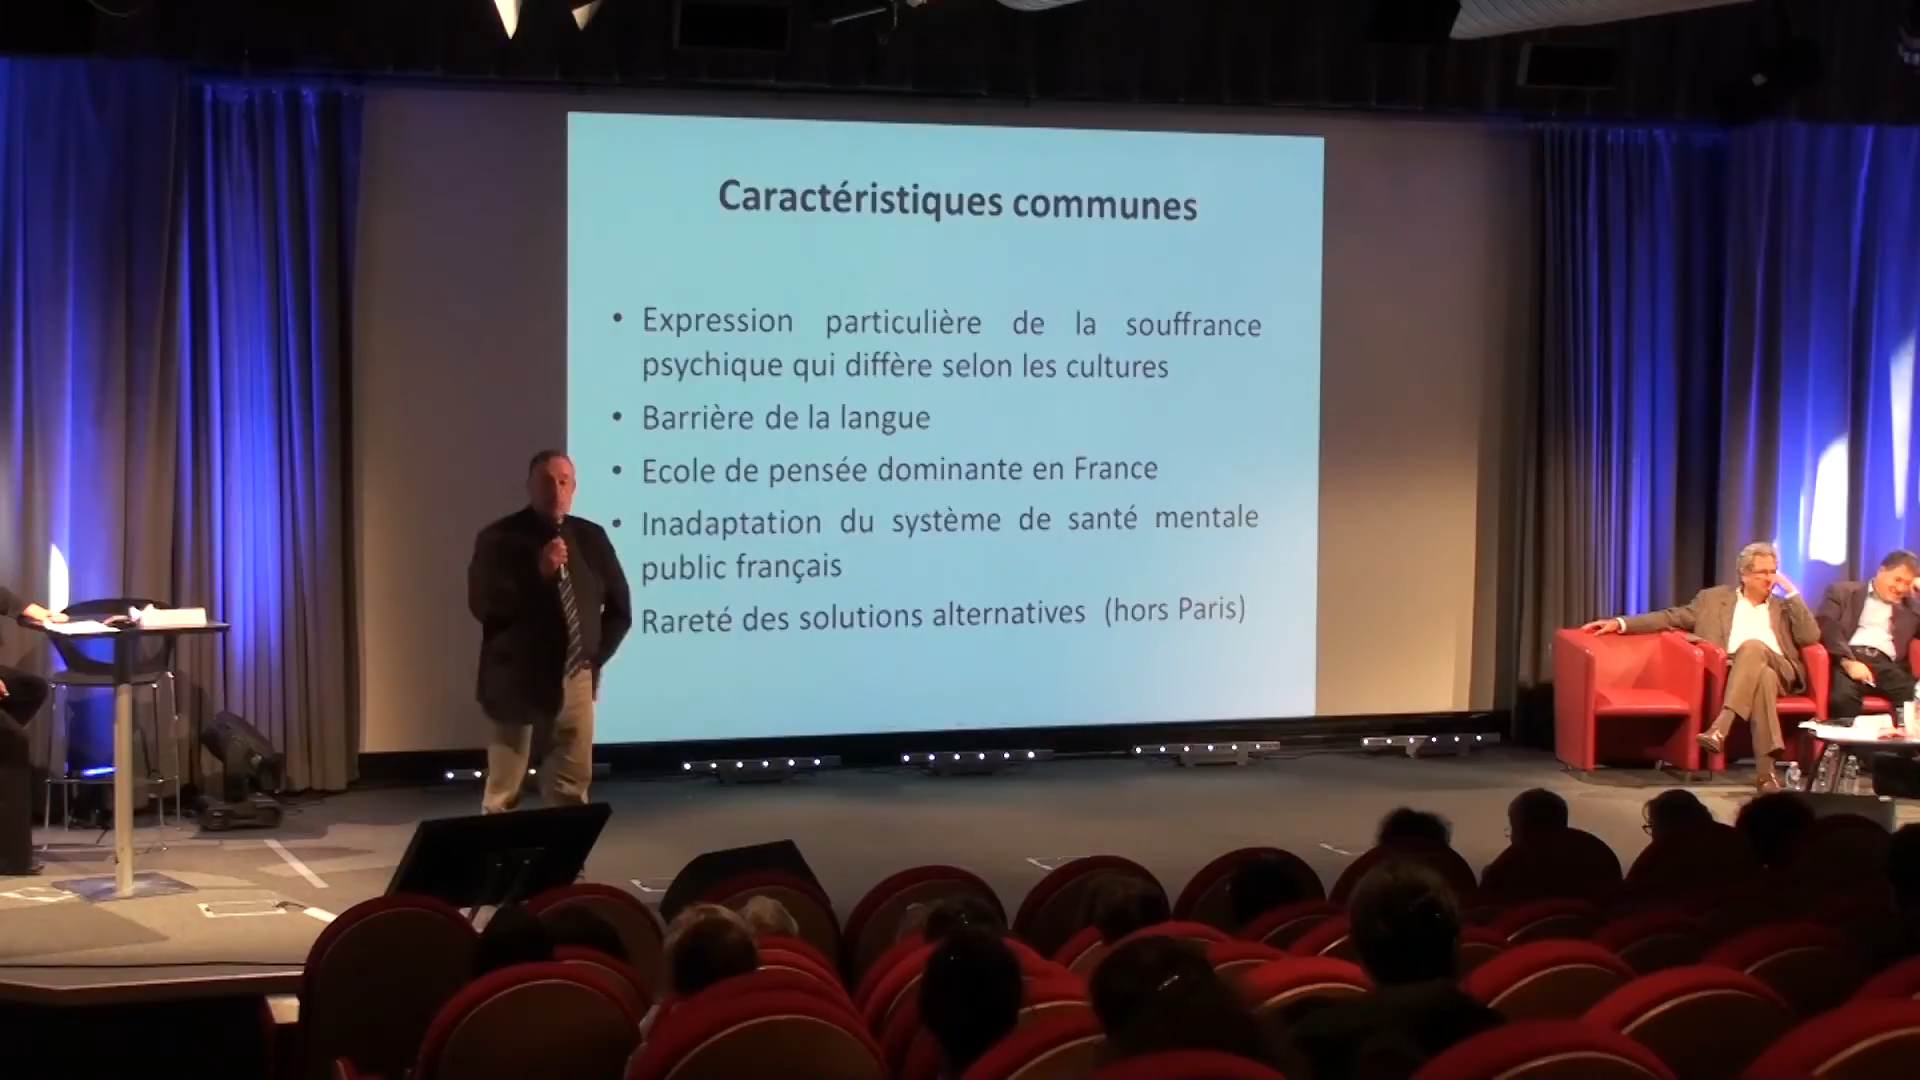 Caractéristiques communes
• Expression particulière de la souffrance
psychique qui diffère selon les cultures
• Barrière de la langue
• Ecole de pensée dominante en France
• Inadaptation du système de santé mentale
public français
Rareté des solutions alternatives (hors Paris)